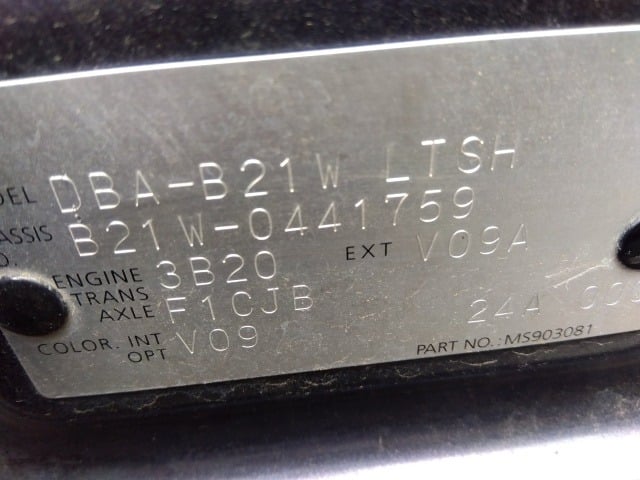 DEL DBA-B21W LTSH
ASSIS B21W-0441759
O.
ENGINE 3B20 EXT V09A
TRANS F1CJB
AXLE 24A 00
COLOR. INT V09
OPT PART NO.:MS903081